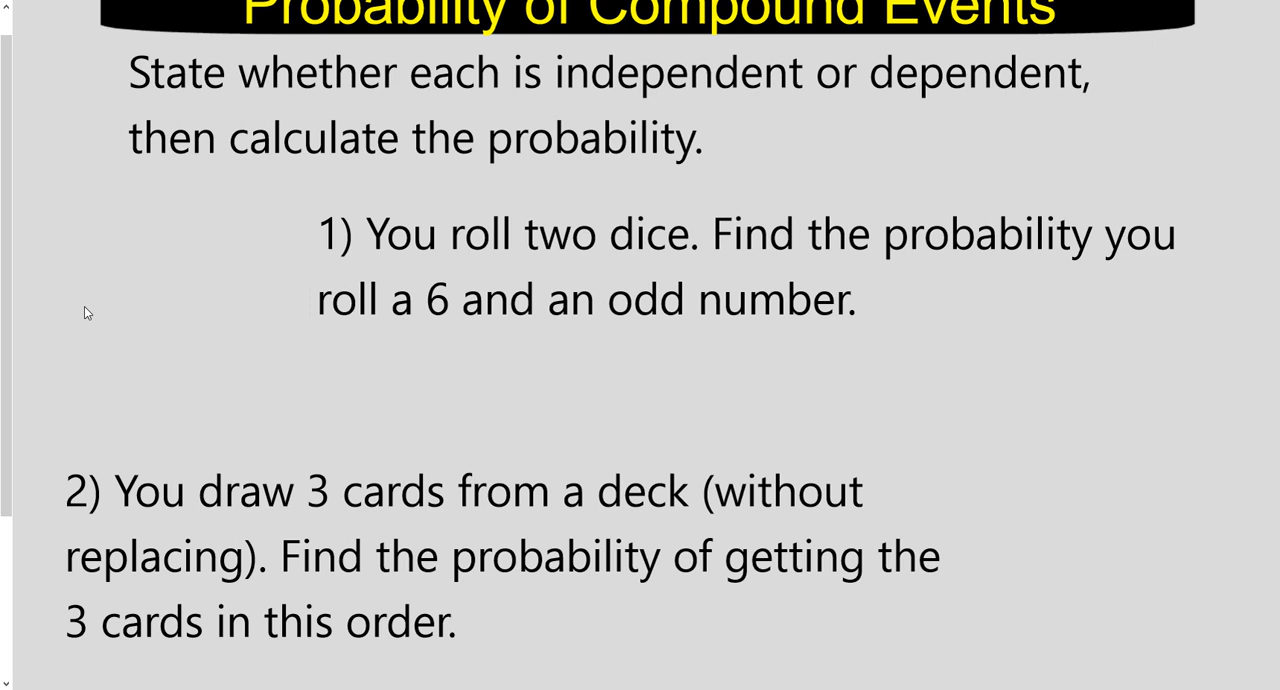 Probability of Compound Events
State whether each is independent or dependent,
then calculate the probability.
1) You roll two dice. Find the probability you
roll a 6 and an odd number.
2) You draw 3 cards from a deck (without
replacing). Find the probability of getting the
3 cards in this order.